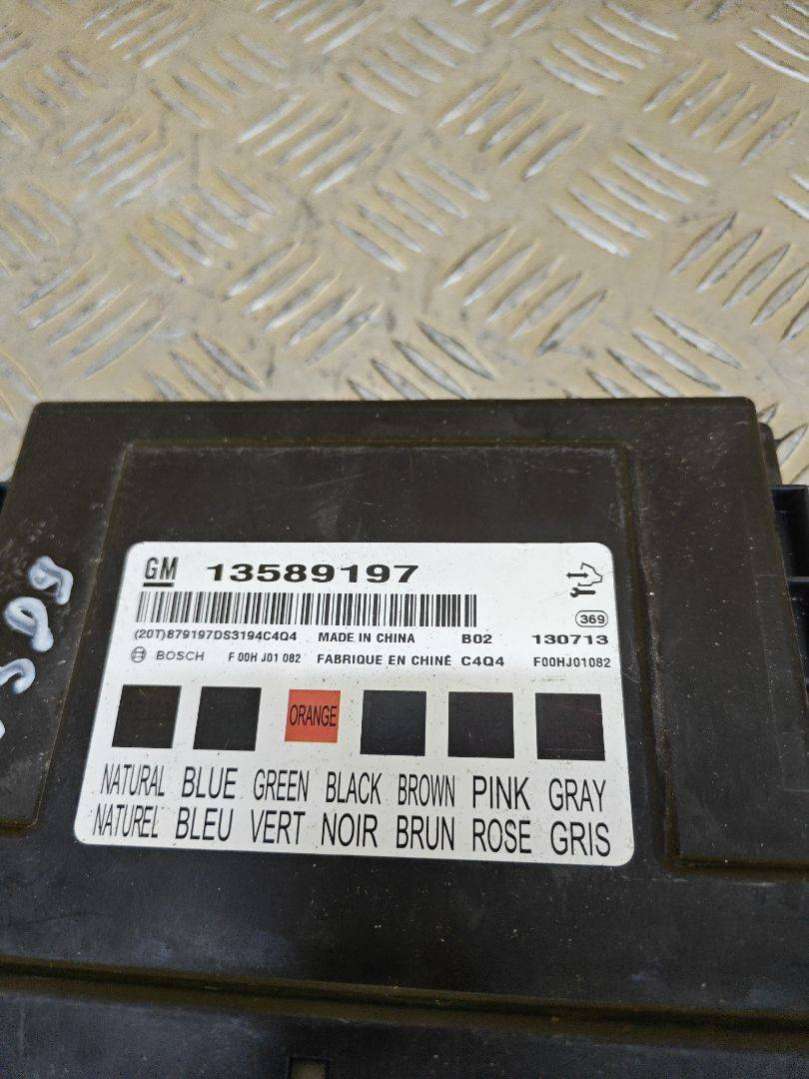 GM 13589197
369
(20T)879197DS3194C4Q4 MADE IN CHINA B02 130713
BOSCH F 00H J01 082 FABRIQUE EN CHINE C4Q4 F00HJ01082
ORANGE
NATURAL BLUE GREEN BLACK BROWN PINK GRAY
NATUREL BLEU VERT NOIR BRUN ROSE GRIS